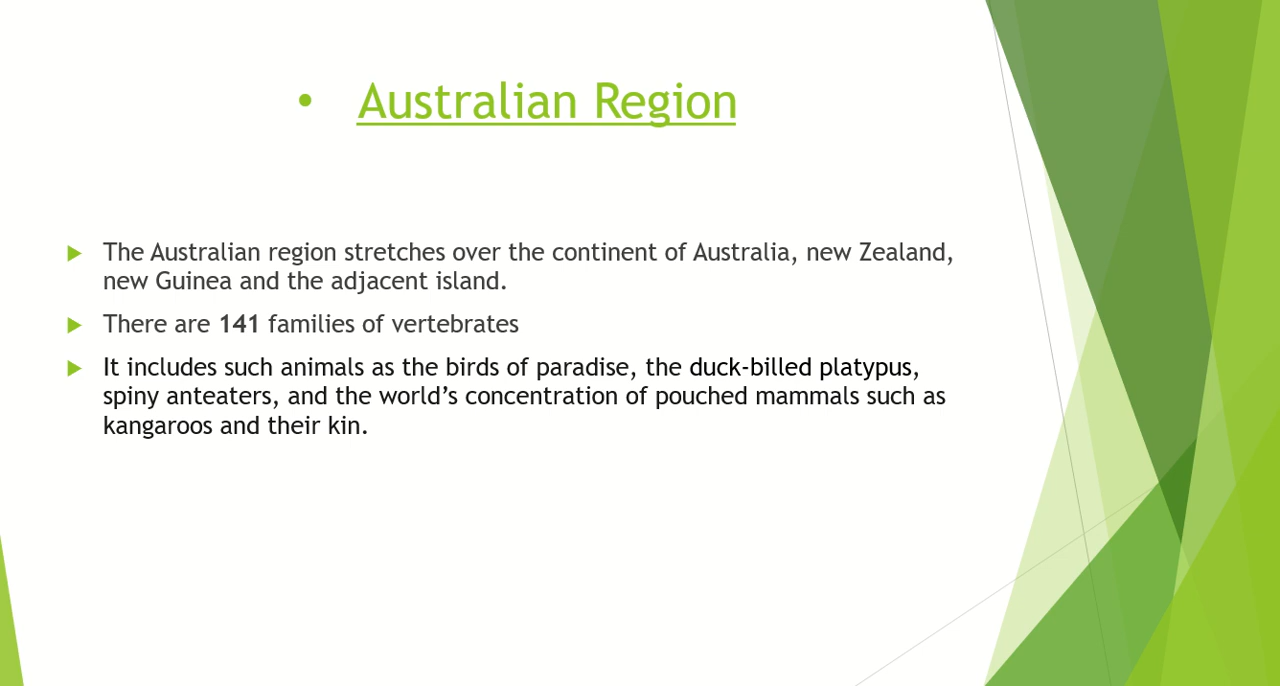 • Australian Region
The Australian region stretches over the continent of Australia, new Zealand,
new Guinea and the adjacent island.
There are 141 families of vertebrates
It includes such animals as the birds of paradise, the duck-billed platypus,
spiny anteaters, and the world’s concentration of pouched mammals such as
kangaroos and their kin.